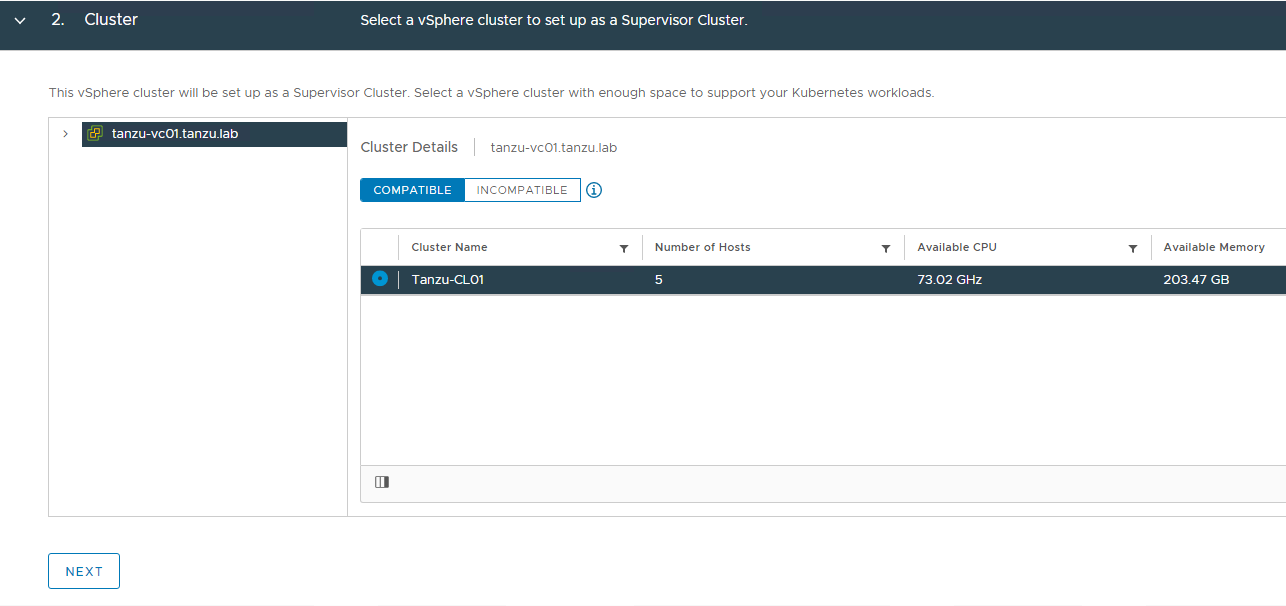 2. Cluster Select a vSphere cluster to set up as a Supervisor Cluster.
This vSphere cluster will be set up as a Supervisor Cluster. Select a vSphere cluster with enough space to support your Kubernetes workloads.
tanzu-vc01.tanzu.lab
Cluster Details tanzu-vc01.tanzu.lab
COMPATIBLE INCOMPATIBLE
Cluster Name Number of Hosts Available CPU Available Memory
Tanzu-CL01 5 73.02 GHz 203.47 GB
NEXT